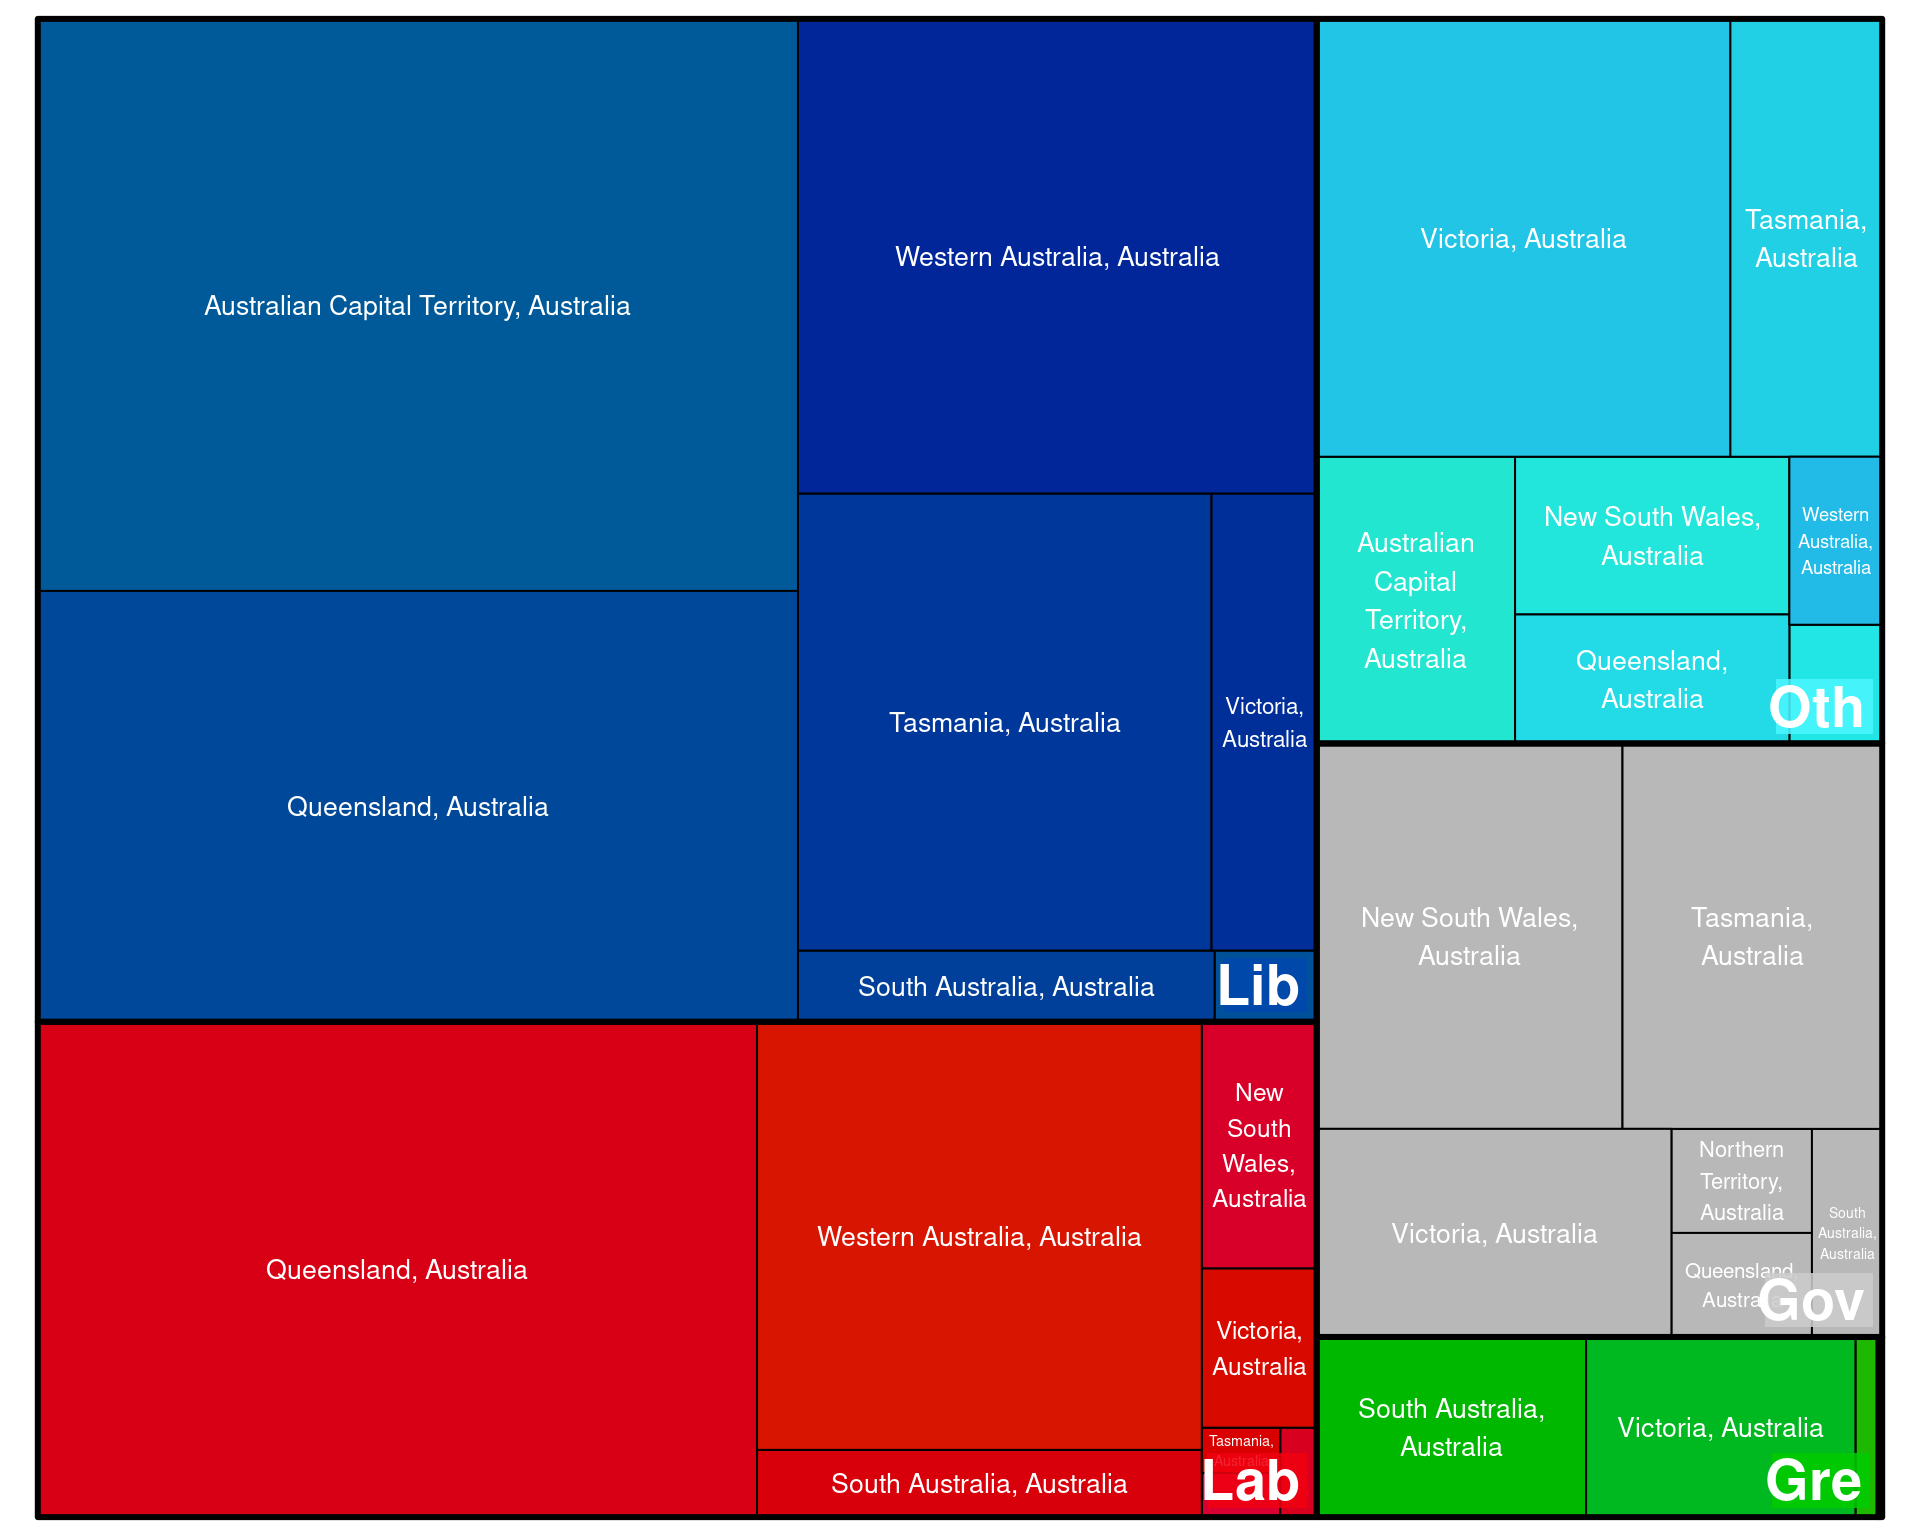 Australian Capital Territory, Australia
Queensland, Australia
Western Australia, Australia
Tasmania, Australia
Victoria,
Australia
South Australia, Australia
Lib
Queensland, Australia
Western Australia, Australia
South Australia, Australia
New
South
Wales,
Australia
Victoria,
Australia
Tasmania,
Australia
Lab
Victoria, Australia
Tasmania,
Australia
Australian
Capital
Territory,
Australia
New South Wales,
Australia
Queensland,
Australia
Western
Australia,
Australia
Oth
New South Wales,
Australia
Tasmania,
Australia
Victoria, Australia
Northern
Territory,
Australia
Queensland,
Australia
South
Australia,
Australia
Gov
South Australia,
Australia
Victoria, Australia
Gre